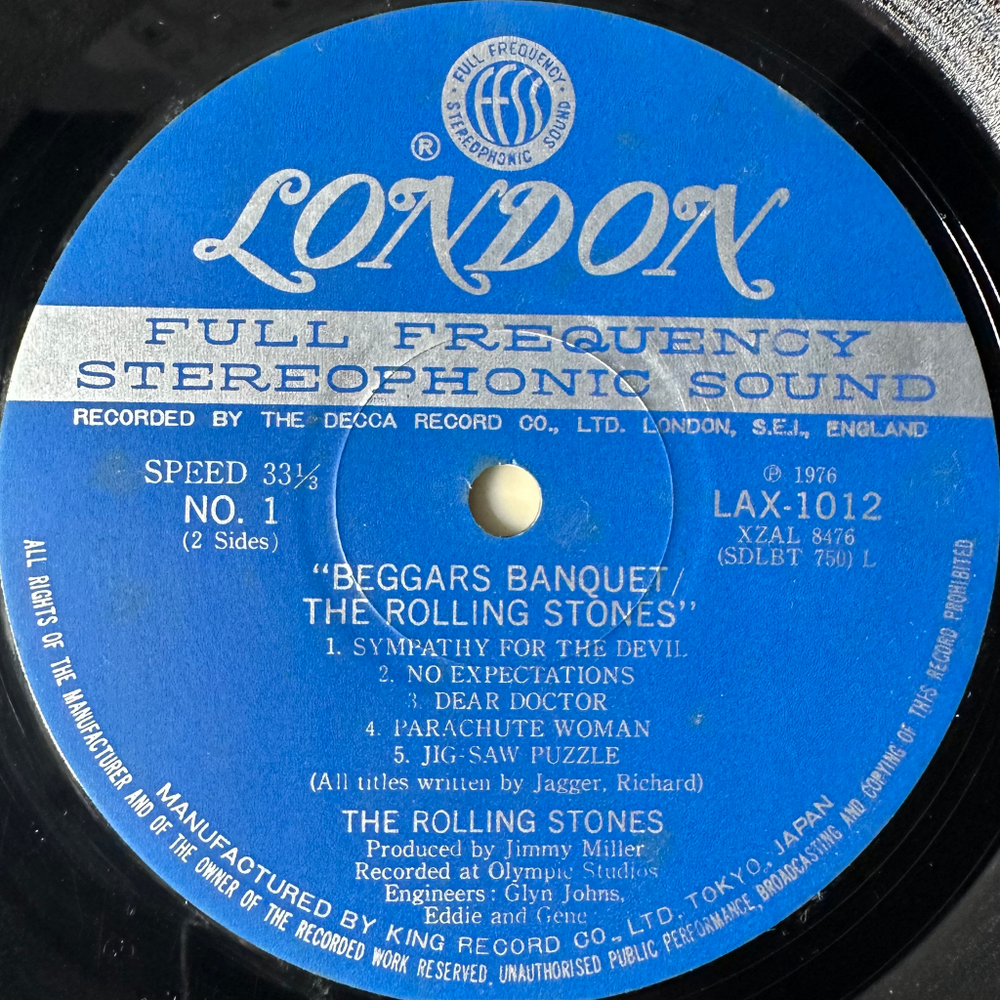 FULL FREQUENCY
ffss
STEREOPHONIC SOUND
®
LONDON
FULL FREQUENCY
STEREOPHONIC SOUND
RECORDED BY THE DECCA RECORD CO., LTD. LONDON, S.E.I., ENGLAND
SPEED 33⅓
NO. 1
(2 Sides)
℗ 1976
LAX-1012
XZAL 8476
(SDLBT 750) L
“BEGGARS BANQUET/
THE ROLLING STONES”
1. SYMPATHY FOR THE DEVIL
2. NO EXPECTATIONS
3. DEAR DOCTOR
4. PARACHUTE WOMAN
5. JIG-SAW PUZZLE
(All titles written by Jagger, Richard)
THE ROLLING STONES
Produced by Jimmy Miller
Recorded at Olympic Studios
Engineers: Glyn Johns,
Eddie and Gene
MANUFACTURED BY KING RECORD CO., LTD. TOKYO., JAPAN
ALL RIGHTS OF THE MANUFACTURER AND OF THE OWNER OF THE RECORDED WORK RESERVED. UNAUTHORISED PUBLIC PERFORMANCE, BROADCASTING AND COPYING OF THIS RECORD PROHIBITED